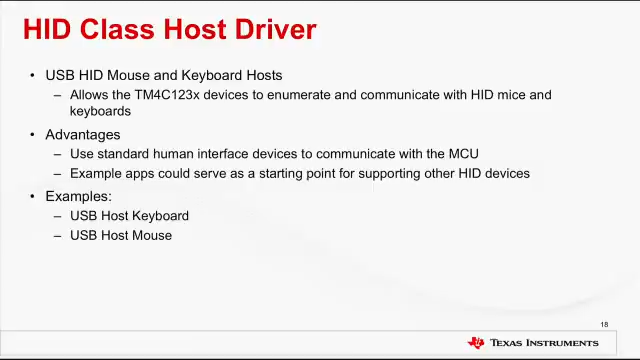 HID Class Host Driver
• USB HID Mouse and Keyboard Hosts
– Allows the TM4C123x devices to enumerate and communicate with HID mice and
keyboards
• Advantages
– Use standard human interface devices to communicate with the MCU
– Example apps could serve as a starting point for supporting other HID devices
• Examples:
– USB Host Keyboard
– USB Host Mouse
18
TEXAS INSTRUMENTS